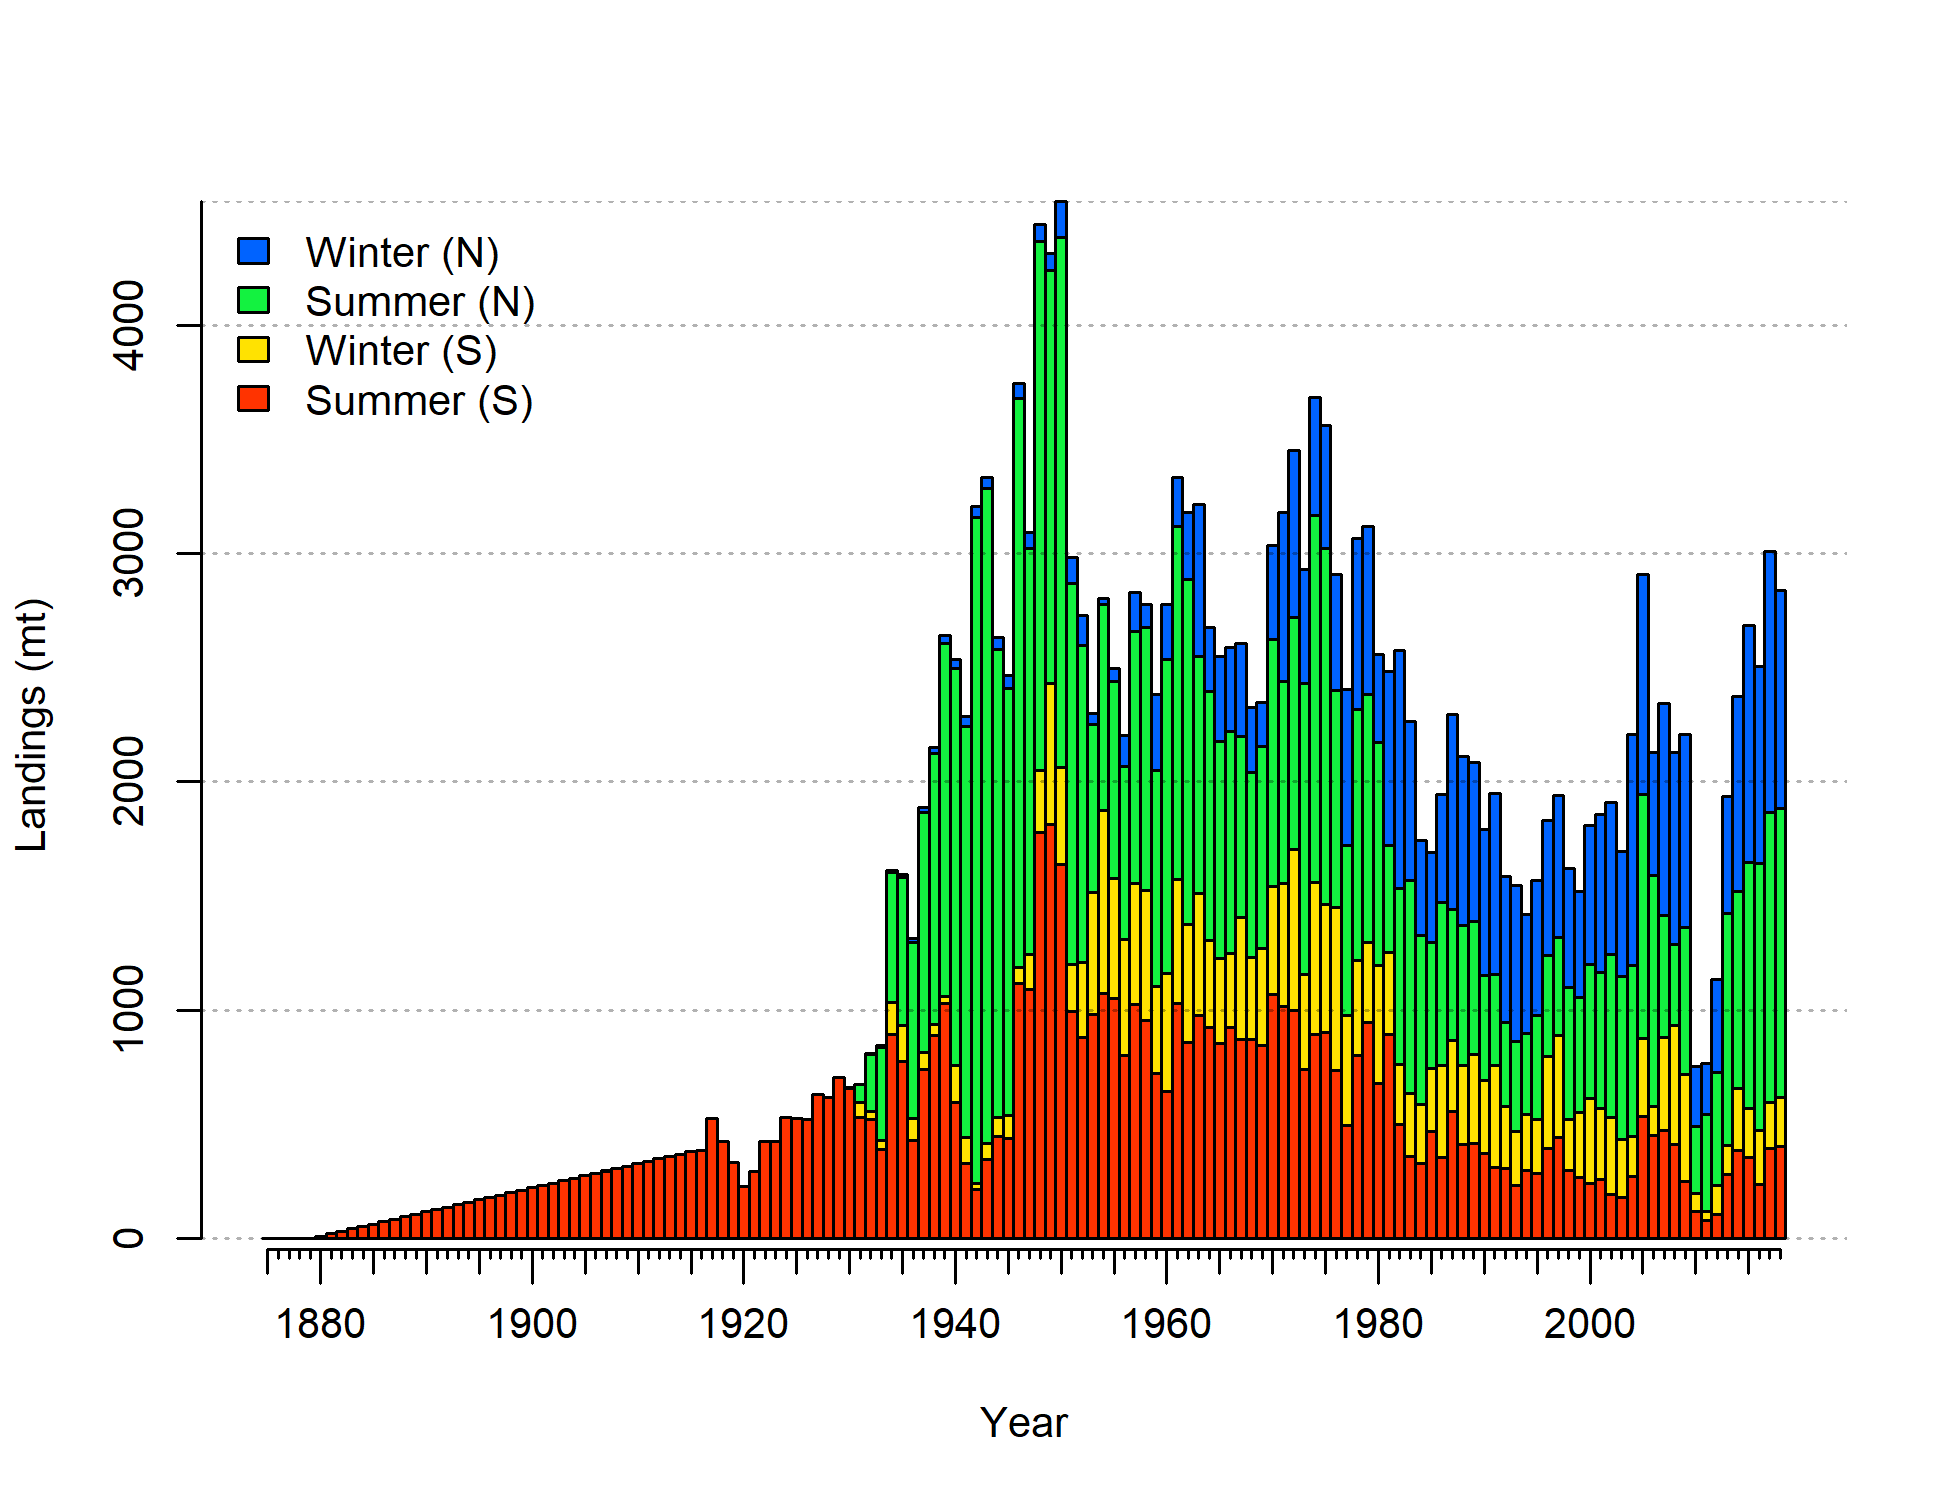 Winter (N)
Summer (N)
Winter (S)
Summer (S)
Landings (mt)
4000
3000
2000
1000
0
1880 1900 1920 1940 1960 1980 2000
Year